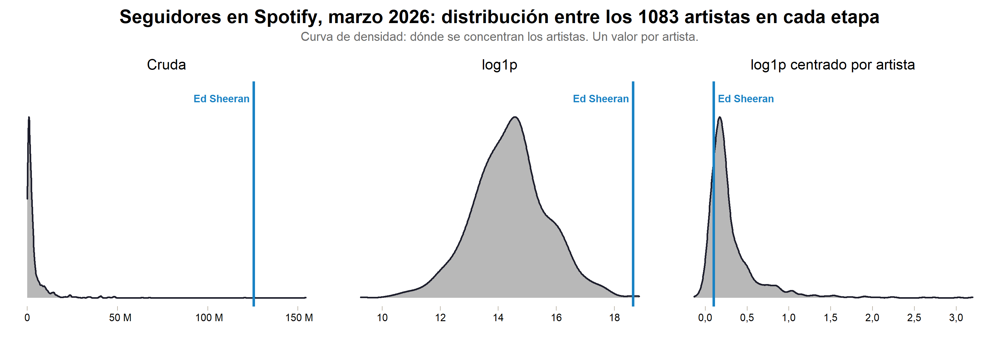 Seguidores en Spotify, marzo 2026: distribución entre los 1083 artistas en cada etapa
Curva de densidad: dónde se concentran los artistas. Un valor por artista.
Cruda
log1p
log1p centrado por artista
Ed Sheeran
Ed Sheeran
Ed Sheeran
0 50 M 100 M 150 M
10 12 14 16 18
0,0 0,5 1,0 1,5 2,0 2,5 3,0